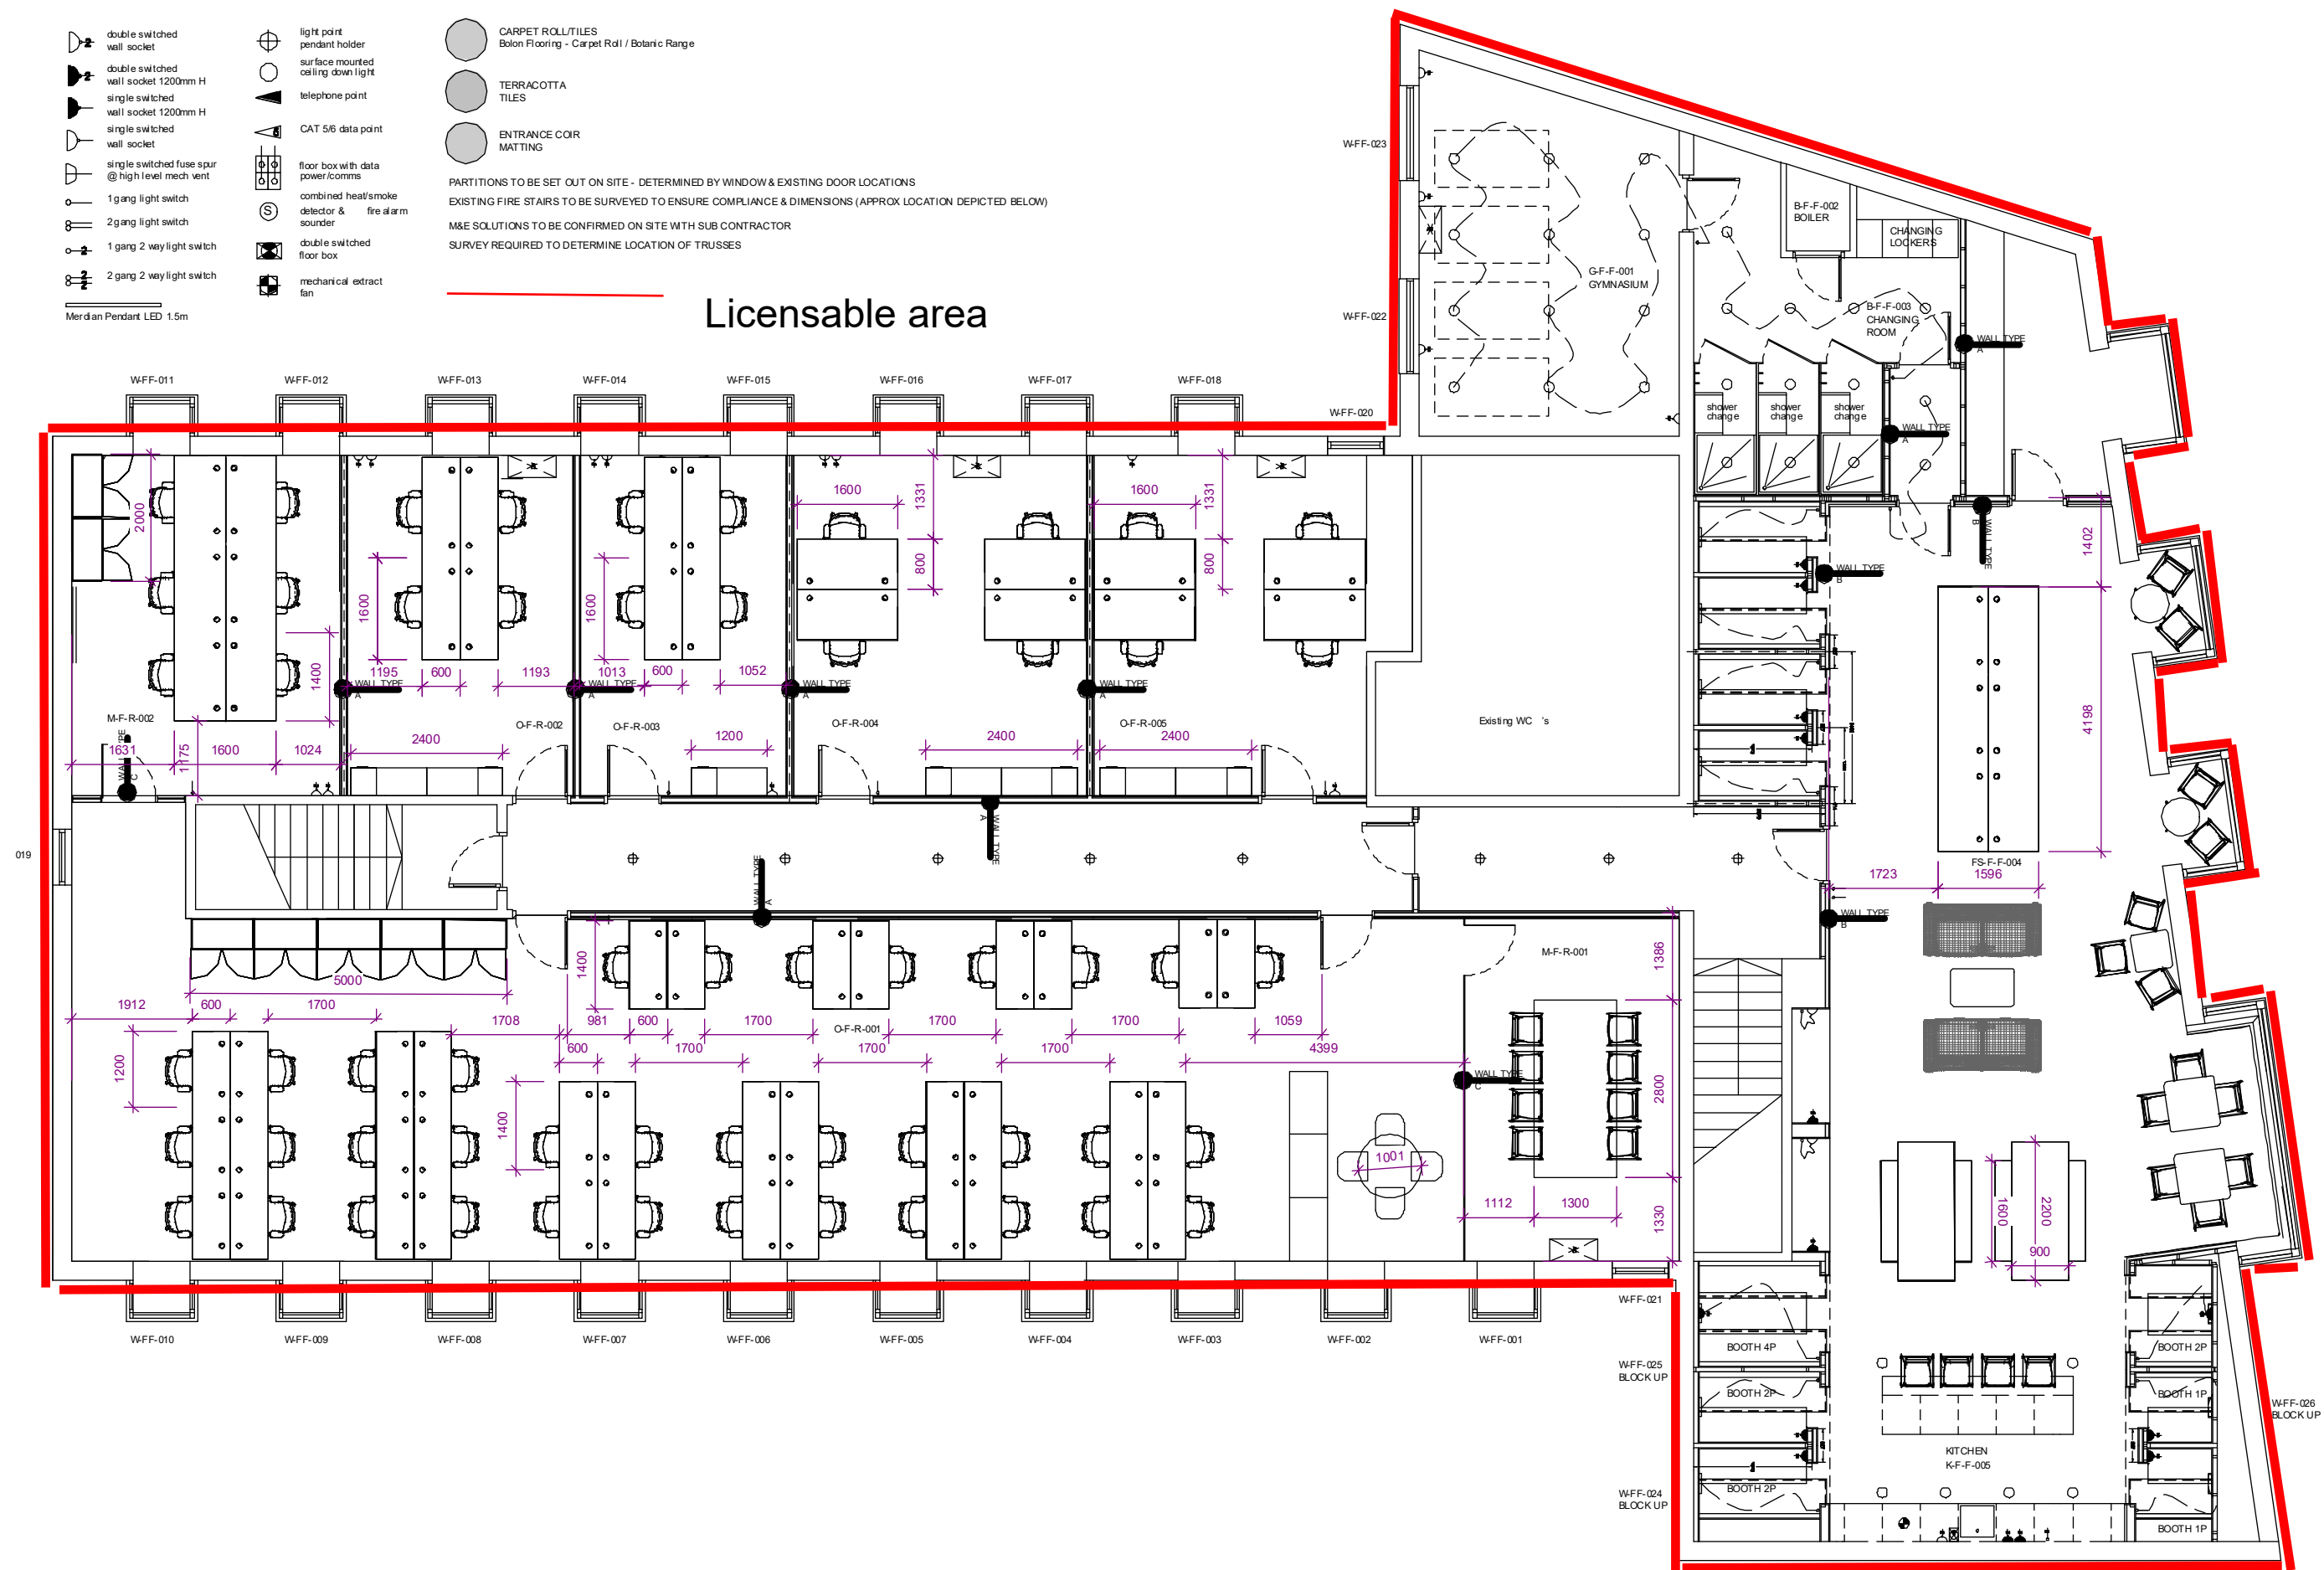 double switched
wall socket
double switched
wall socket 1200mm H
single switched
wall socket 1200mm H
single switched
wall socket
single switched fuse spur
@ high level mech vent
1 gang light switch
2 gang light switch
1 gang 2 way light switch
2 gang 2 way light switch
Merdian Pendant LED 1.5m
light point
pendant holder
surface mounted
ceiling down light
telephone point
CAT 5/6 data point
floor box with data
power/comms
combined heat/smoke
detector & fire alarm
sounder
S
double switched
floor box
mechanical extract
fan
CARPET ROLL/TILES
Bolon Flooring - Carpet Roll / Botanic Range
TERRACOTTA
TILES
ENTRANCE COIR
MATTING
PARTITIONS TO BE SET OUT ON SITE - DETERMINED BY WINDOW & EXISTING DOOR LOCATIONS
EXISTING FIRE STAIRS TO BE SURVEYED TO ENSURE COMPLIANCE & DIMENSIONS (APPROX LOCATION DEPICTED BELOW)
M&E SOLUTIONS TO BE CONFIRMED ON SITE WITH SUB CONTRACTOR
SURVEY REQUIRED TO DETERMINE LOCATION OF TRUSSES
Licensable area
W-FF-023
W-FF-022
W-FF-020
G-F-F-001
GYMNASIUM
B-F-F-002
BOILER
CHANGING
LOCKERS
B-F-F-003
CHANGING
ROOM
WALL TYPE
A
shower
change
shower
change
shower
change
WALL TYPE
A
W-FF-011
W-FF-012
W-FF-013
W-FF-014
W-FF-015
W-FF-016
W-FF-017
W-FF-018
2000
1600
1331
1600
1331
800
800
1600
1600
1400
1195
600
1193
1013
600
1052
WALL TYPE
A
WALL TYPE
A
WALL TYPE
A
WALL TYPE
A
M-F-R-002
O-F-R-002
O-F-R-003
O-F-R-004
O-F-R-005
1631
1600
1024
1175
2400
1200
2400
2400
WALL TYPE
C
Existing WC 's
WALL TYPE
B
WALL TYPE
B
1402
4198
FS-F-F-004
1723
1596
WALL TYPE
B
019
WALL TYPE
A
WALL TYPE
A
5000
1400
1386
M-F-R-001
1912
600
1700
1708
981
600
1700
1700
1700
1059
O-F-R-001
600
1700
1700
1700
4399
1200
1400
WALL TYPE
C
2800
1001
1112
1300
1330
1600
2200
900
W-FF-010
W-FF-009
W-FF-008
W-FF-007
W-FF-006
W-FF-005
W-FF-004
W-FF-003
W-FF-002
W-FF-001
W-FF-021
W-FF-025
BLOCK UP
W-FF-024
BLOCK UP
W-FF-026
BLOCK UP
BOOTH 4P
BOOTH 2P
BOOTH 2P
BOOTH 2P
BOOTH 1P
BOOTH 1P
KITCHEN
K-F-F-005